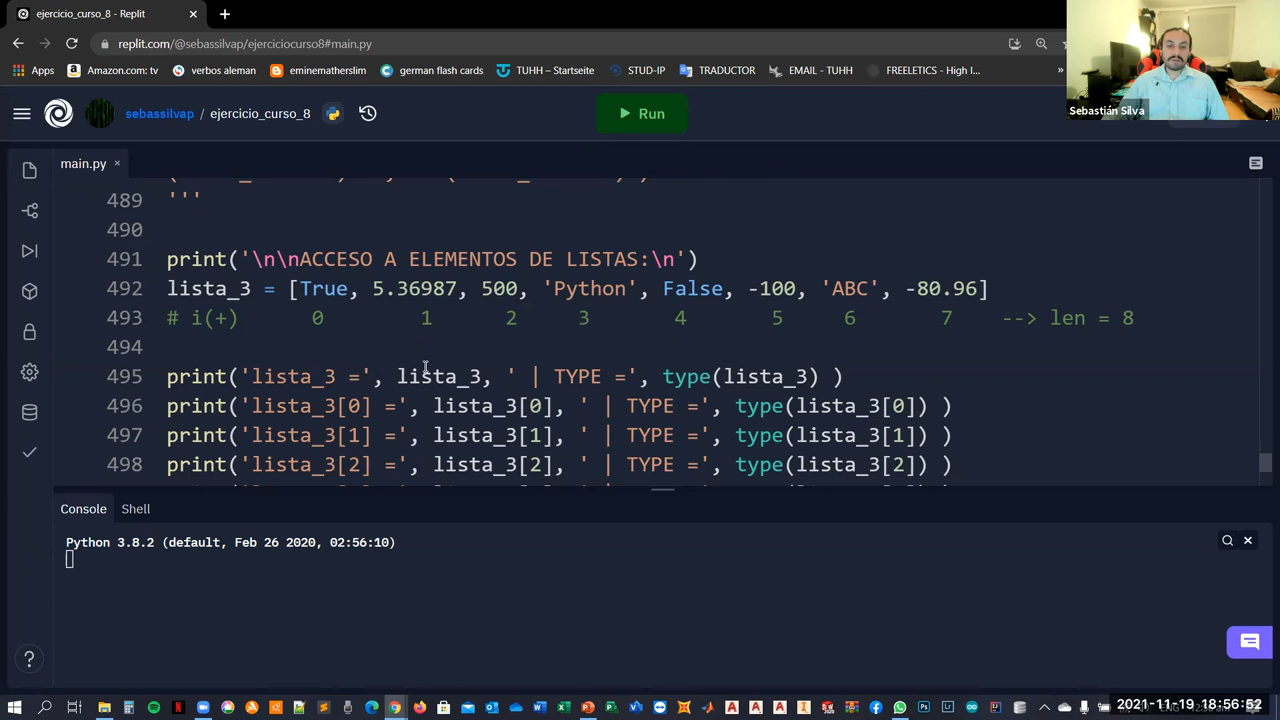 ejercicio_curso_8 - Replit
replit.com/@sebassilvap/ejerciciocurso8#main.py
Apps Amazon.com: tv verbos aleman eminematherslim german flash card TUHH – Startseite STUD-IP TRADUCTOR EMAIL - TUHH FREELETICS - High I... »
Sebastián Silva
sebassilvap / ejercicio_curso_8
Run
main.py
489 '''
490
491 print('\n\nACCESO A ELEMENTOS DE LISTAS:\n')
492 lista_3 = [True, 5.36987, 500, 'Python', False, -100, 'ABC', -80.96]
493 # i(+) 0 1 2 3 4 5 6 7 --> len = 8
494
495 print('lista_3 =', lista_3, ' | TYPE =', type(lista_3) )
496 print('lista_3[0] =', lista_3[0], ' | TYPE =', type(lista_3[0]) )
497 print('lista_3[1] =', lista_3[1], ' | TYPE =', type(lista_3[1]) )
498 print('lista_3[2] =', lista_3[2], ' | TYPE =', type(lista_3[2]) )
Console Shell
Python 3.8.2 (default, Feb 26 2020, 02:56:10)
2021-11-19 18:56:52